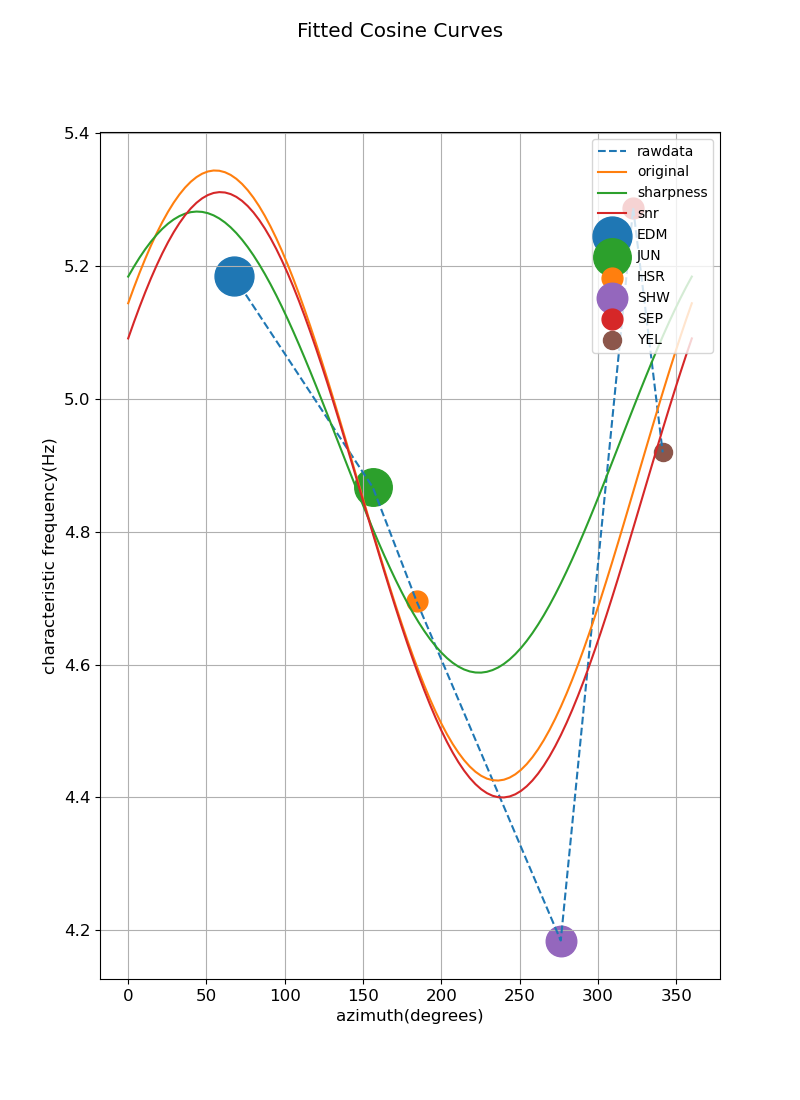 Fitted Cosine Curves
5.4
5.2
5.0
4.8
4.6
4.4
4.2
characteristic frequency(Hz)
rawdata
original
sharpness
snr
EDM
JUN
HSR
SHW
SEP
YEL
0 50 100 150 200 250 300 350
azimuth(degrees)